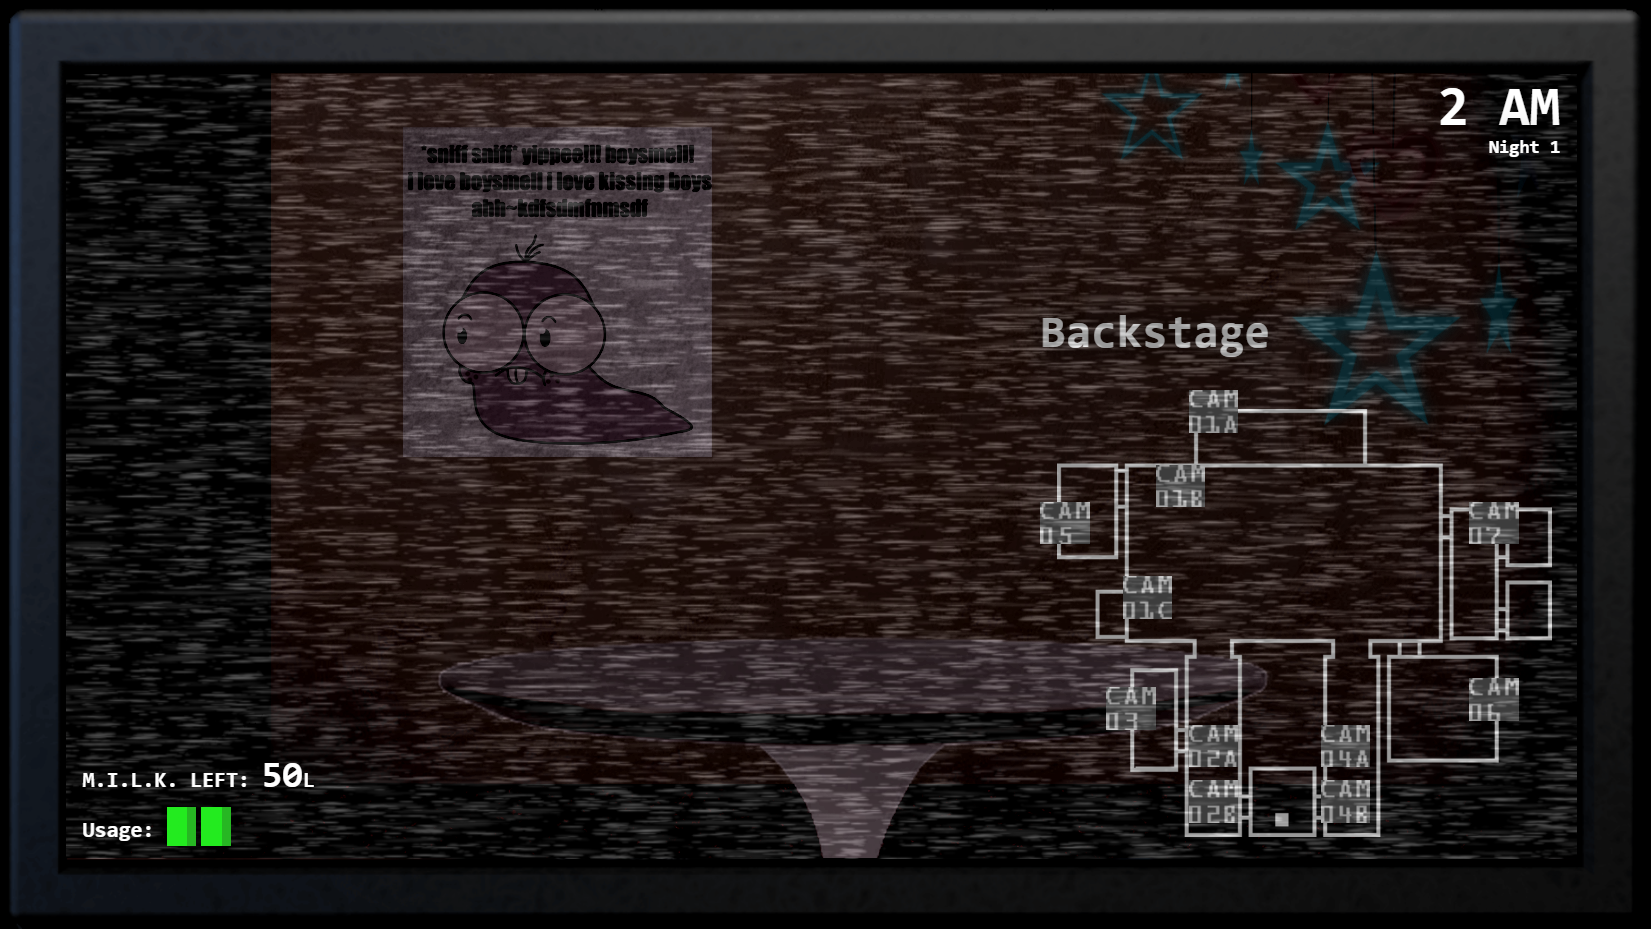 2 AM
Night 1
*sniff sniff* yippee!!! boysmell!
i love boysmell i love kissing boys
ahh~kdfsdmfnmsdf
Backstage
CAM
01A
CAM
01B
CAM
05
CAM
07
CAM
01C
CAM
03
CAM
06
CAM
02A
CAM
04A
CAM
02B
CAM
04B
M.I.L.K. LEFT: 50L
Usage: